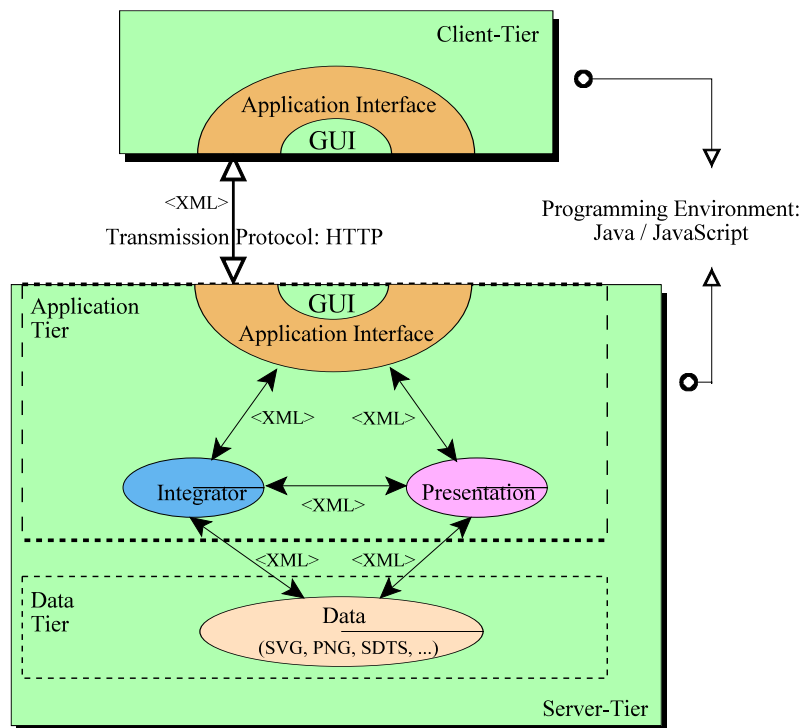 Client-Tier
Application Interface
GUI
<XML>
Transmission Protocol: HTTP
Programming Environment:
Java / JavaScript
Application
Tier
GUI
Application Interface
<XML>
<XML>
Integrator
Presentation
<XML>
<XML>
<XML>
Data
Tier
Data
(SVG, PNG, SDTS, ...)
Server-Tier